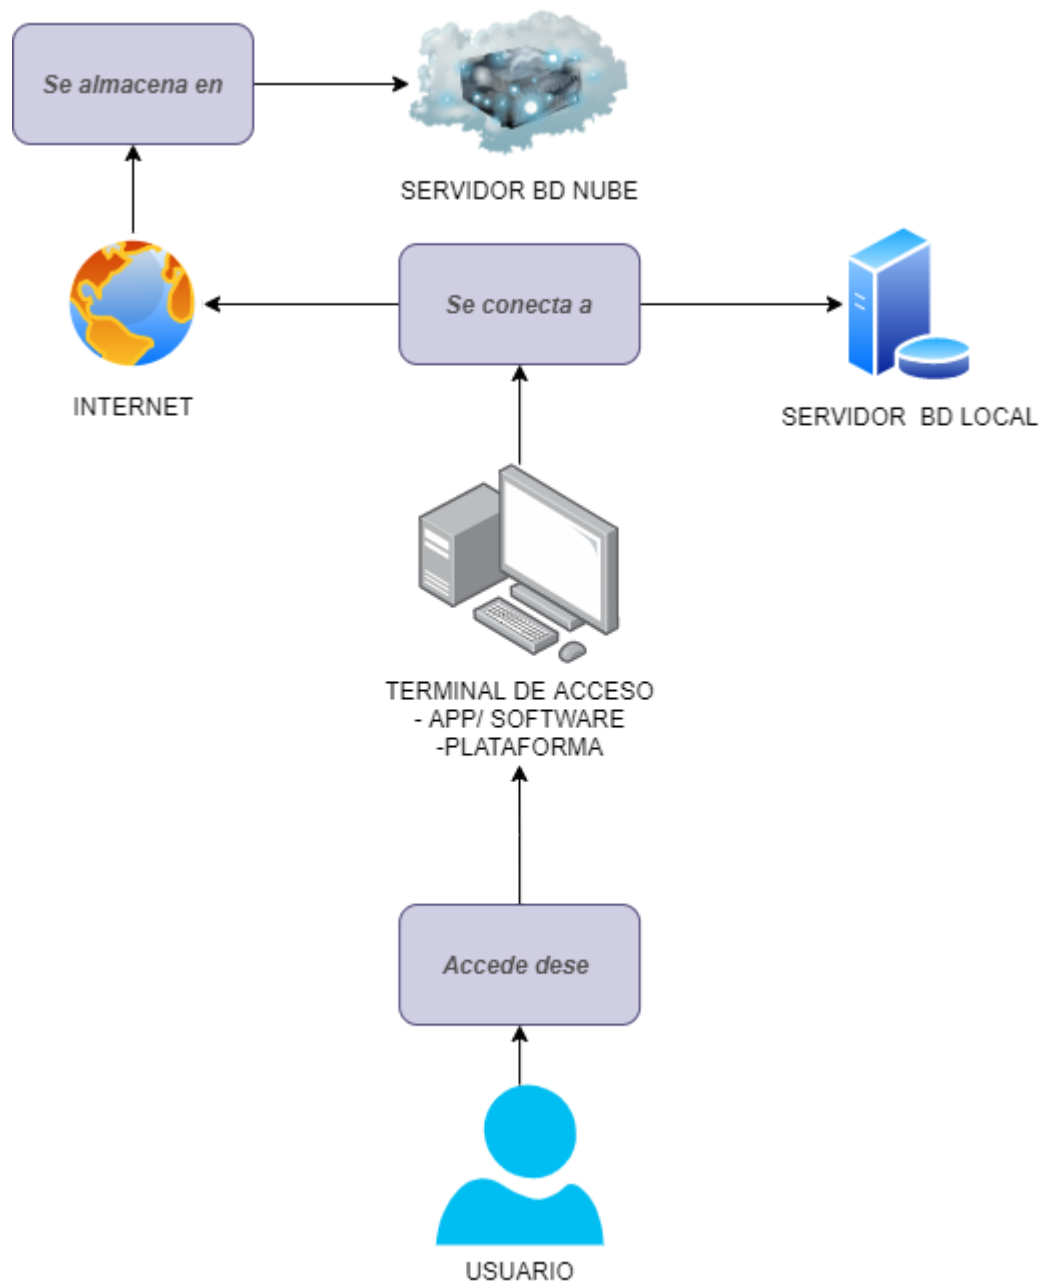 Se almacena en
SERVIDOR BD NUBE
Se conecta a
INTERNET
SERVIDOR  BD LOCAL
TERMINAL DE ACCESO
- APP/ SOFTWARE
-PLATAFORMA
Accede dese
USUARIO